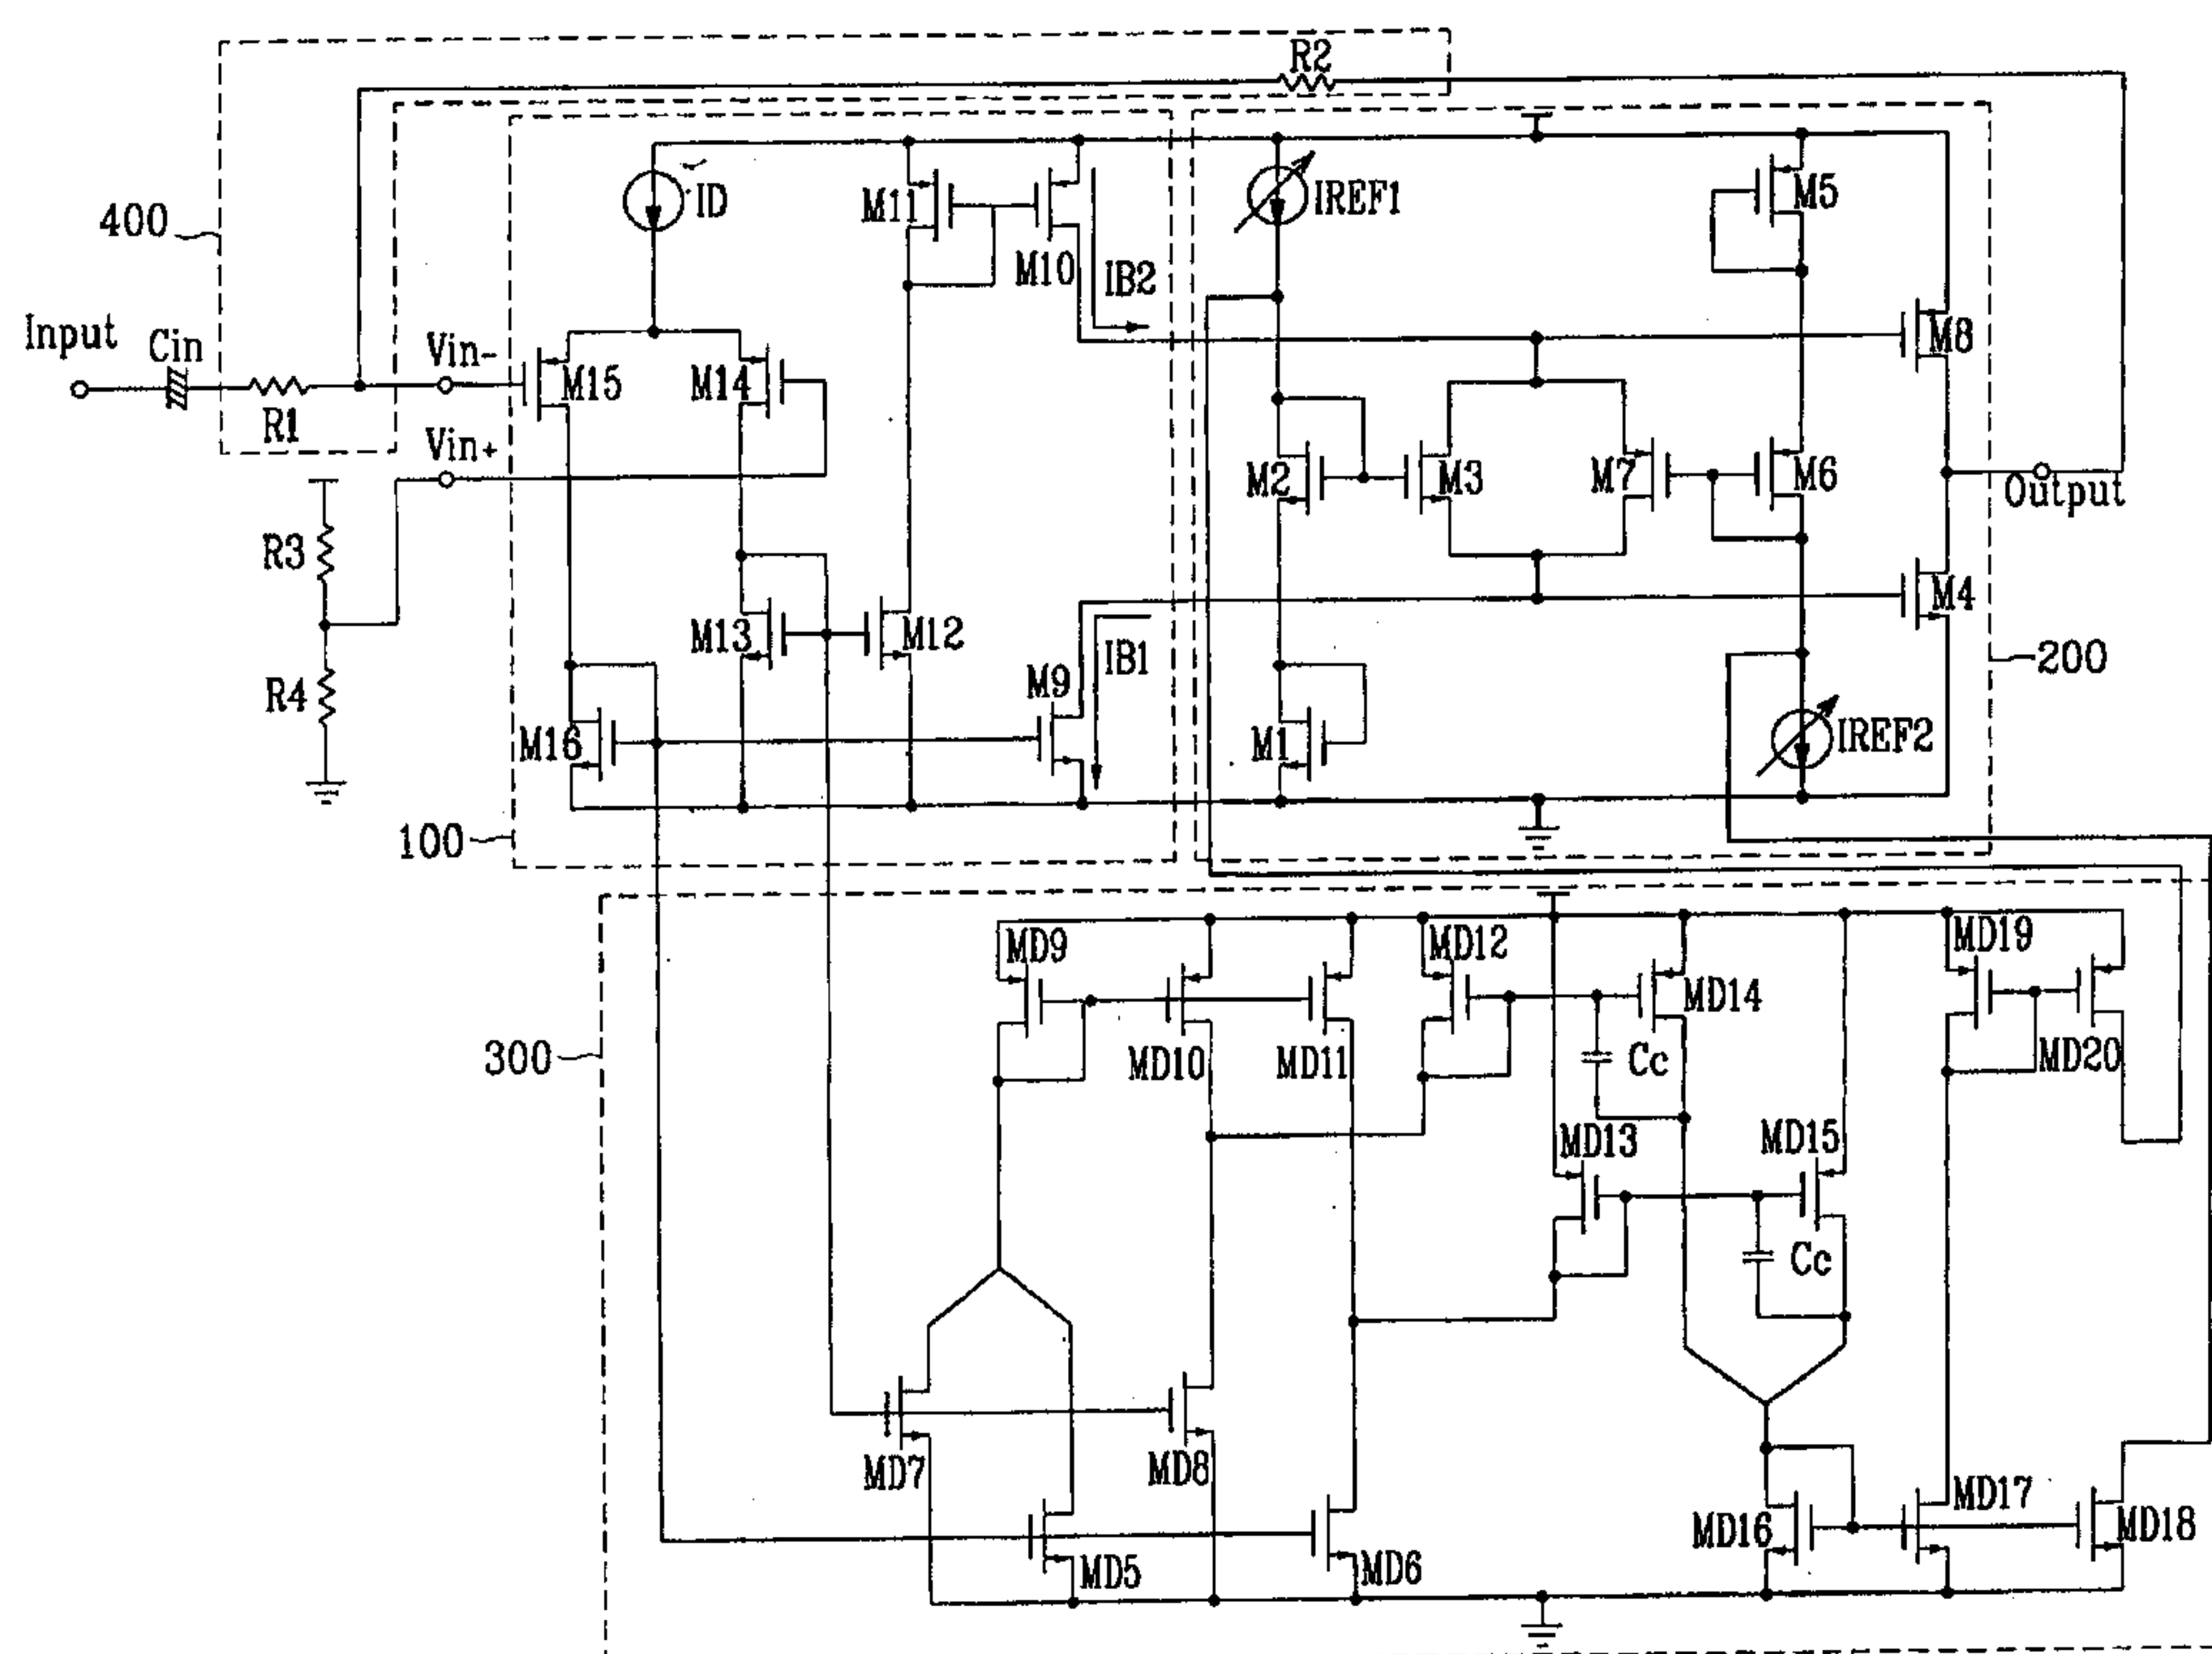 R2
ID
M11
M10
IB2
IREF1
M5
400
Input
Cin
R1
Vin-
M15
M14
M8
Vin+
M2
M3
M7
M6
Output
R3
R4
M13
M12
M9
IB1
M4
200
M16
M1
IREF2
100
MD9
MD10
MD11
MD12
MD14
MD19
MD20
300
Cc
MD13
MD15
Cc
MD7
MD8
MD5
MD6
MD16
MD17
MD18